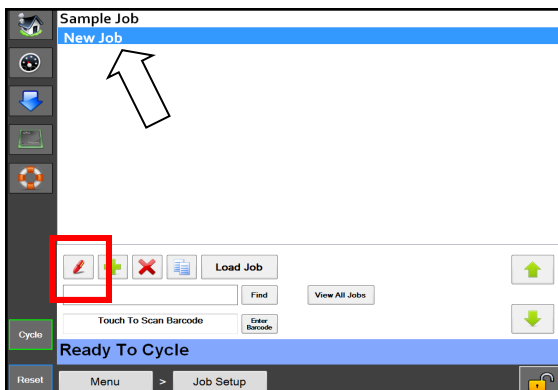 Sample Job
New Job
Load Job
Find
View All Jobs
Touch To Scan Barcode
Enter
Barcode
Cycle
Ready To Cycle
Reset
Menu > Job Setup